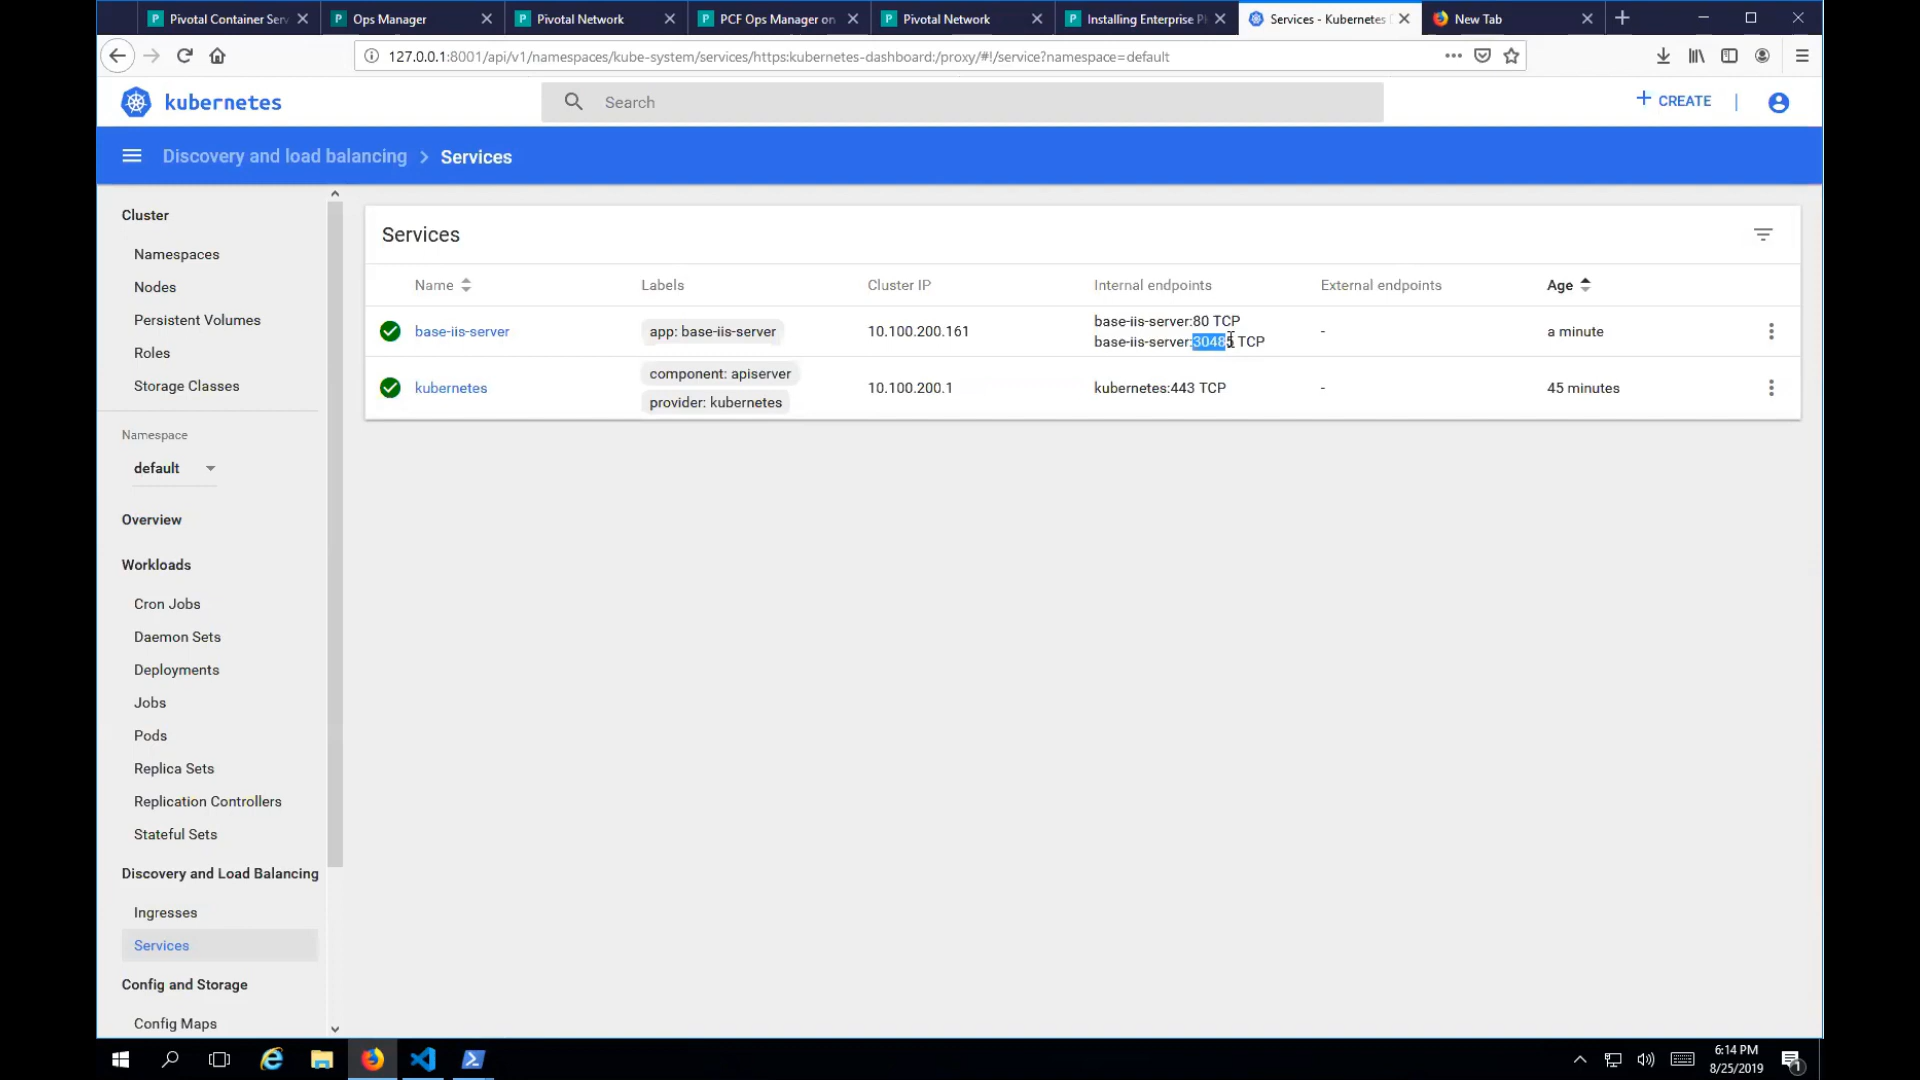 Pivotal Container Serv
Ops Manager
Pivotal Network
PCF Ops Manager on
Pivotal Network
Installing Enterprise P
Services - Kubernetes
New Tab
127.0.0.1:8001/api/v1/namespaces/kube-system/services/https:kubernetes-dashboard:/proxy/#!/service?namespace=default
kubernetes
Search
+ CREATE
Discovery and load balancing > Services
Cluster
Namespaces
Nodes
Persistent Volumes
Roles
Storage Classes
Namespace
default
Overview
Workloads
Cron Jobs
Daemon Sets
Deployments
Jobs
Pods
Replica Sets
Replication Controllers
Stateful Sets
Discovery and Load Balancing
Ingresses
Services
Config and Storage
Config Maps
Services
Name Labels Cluster IP Internal endpoints External endpoints Age
base-iis-server app: base-iis-server 10.100.200.161 base-iis-server:80 TCP - a minute
base-iis-server:30485 TCP
kubernetes component: apiserver 10.100.200.1 kubernetes:443 TCP - 45 minutes
provider: kubernetes
6:14 PM
8/25/2019
1